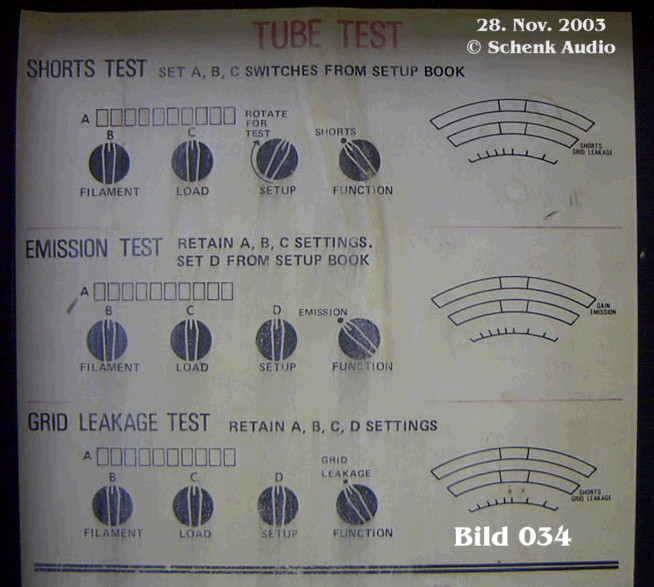 28. Nov. 2003
© Schenk Audio
TUBE TEST
SHORTS TEST SET A, B, C SWITCHES FROM SETUP BOOK
A
B
C
ROTATE
FOR
TEST
SHORTS
SHORTS
GRID LEAKAGE
FILAMENT LOAD SETUP FUNCTION
EMISSION TEST RETAIN A, B, C SETTINGS.
SET D FROM SETUP BOOK
A
B C D EMISSION
GAIN
EMISSION
FILAMENT LOAD SETUP FUNCTION
GRID LEAKAGE TEST RETAIN A, B, C, D SETTINGS
A
B C D
GRID
LEAKAGE
SHORTS
GRID LEAKAGE
FILAMENT LOAD SETUP FUNCTION
Bild 034